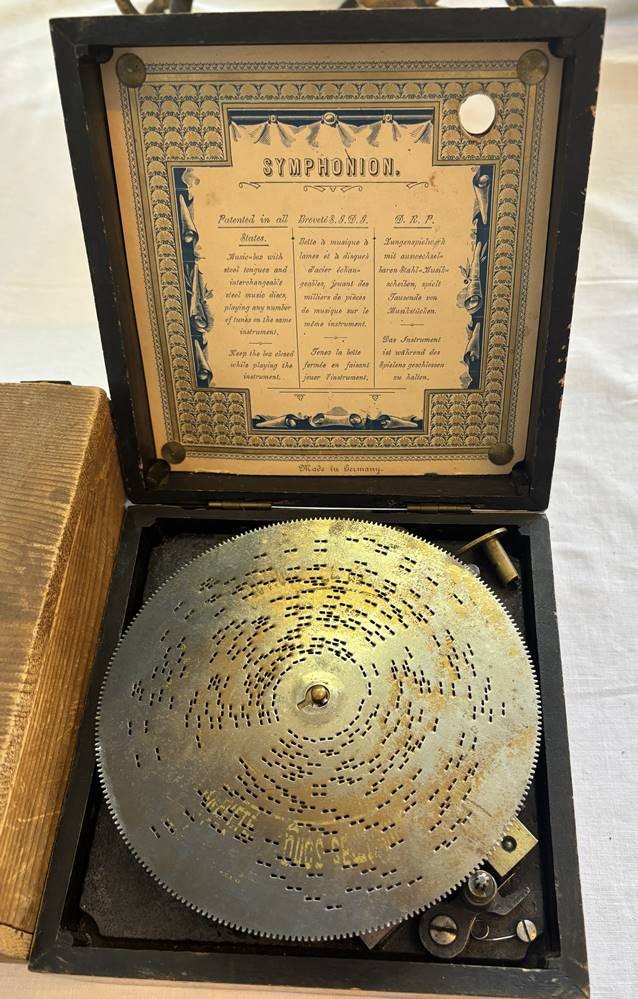 SYMPHONION.
Patented in all
States.
Music-box with
steel tongues and
interchangeable
steel music discs,
playing any number
of tunes on the same
instrument.
Keep the box closed
while playing the
instrument.
Breveté S. G. D. G.
Boîte à musique à
lames et à disques
d'acier échan-
geables, jouant des
milliers de pièces
de musique sur le
même instrument.
Tenez la boîte
fermée en faisant
jouer l'instrument.
D. R. P.
Zungenspielwerk
mit auswechsel-
baren Stahl-Musik-
scheiben, spielt
Tausende von
Musikstücken.
Das Instrument
ist während des
Spielens geschlossen
zu halten.
Made in Germany.